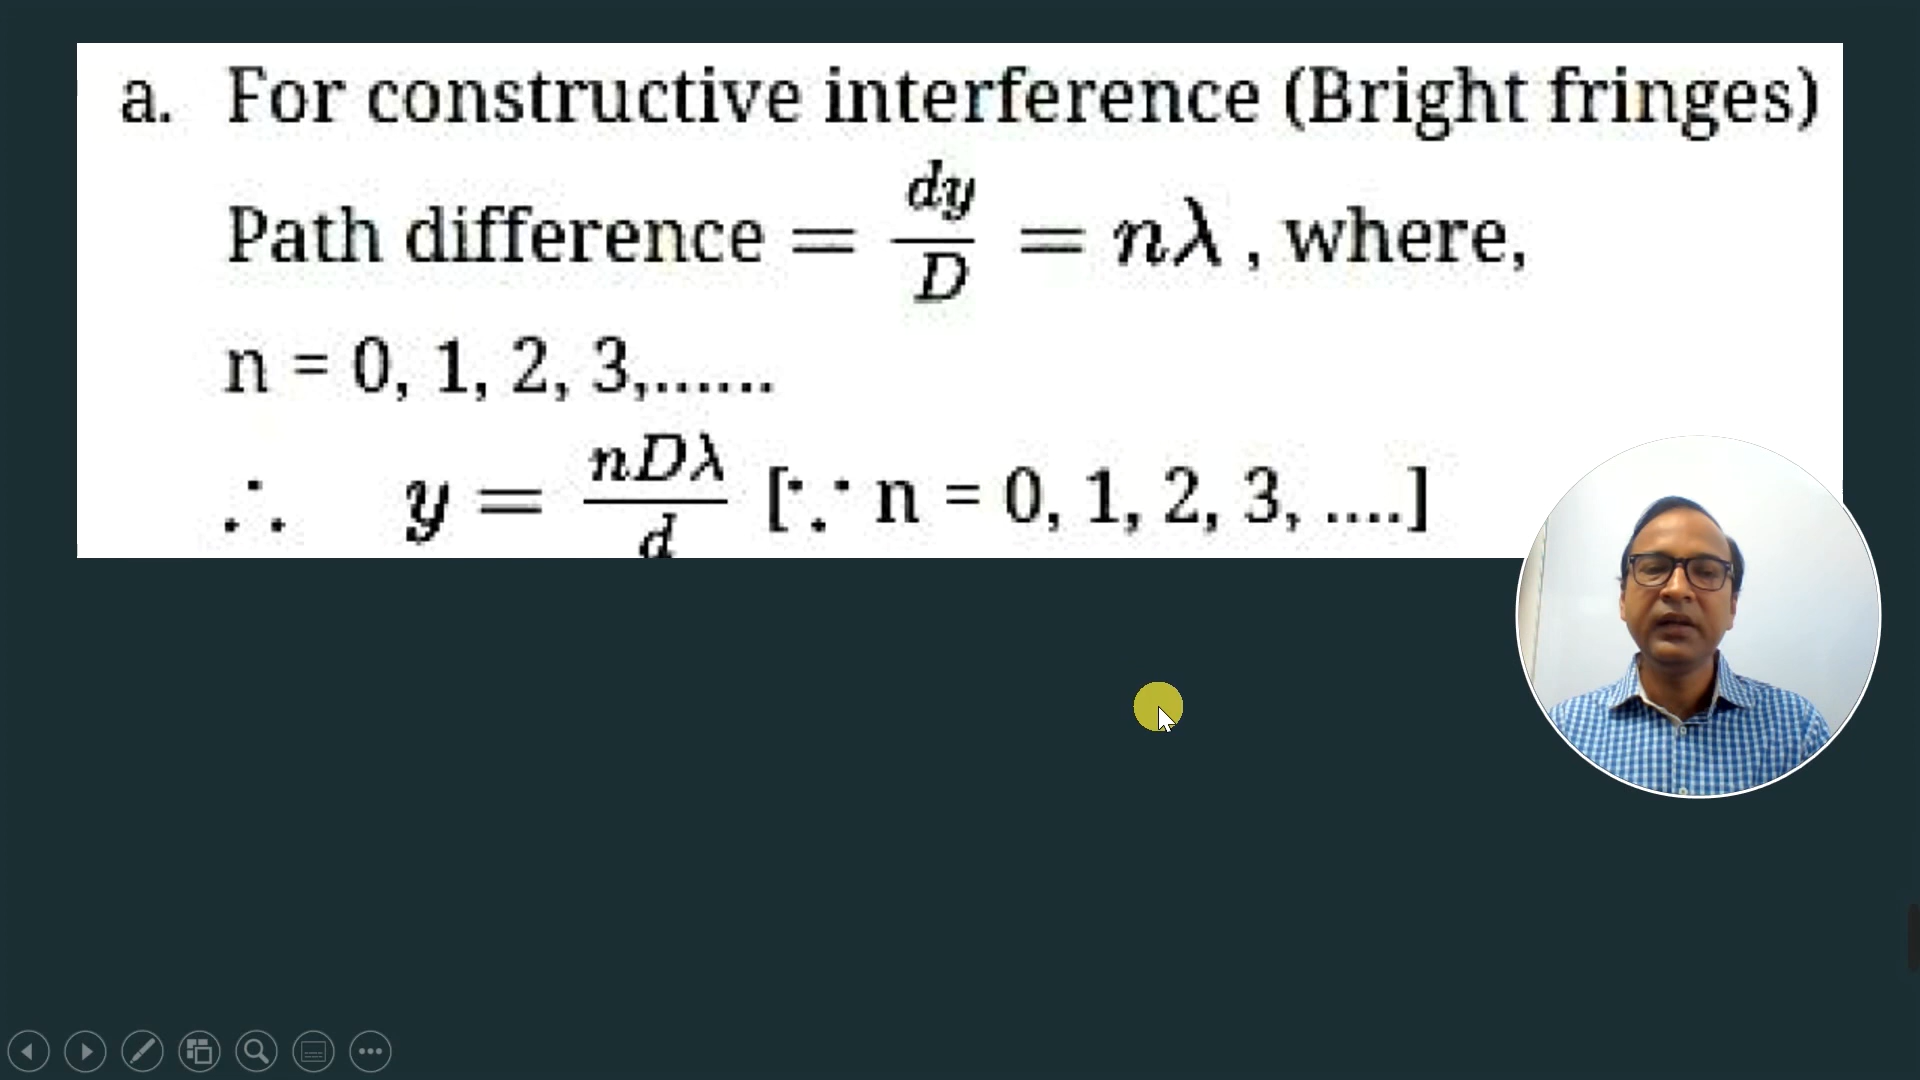 a. For constructive interference (Bright fringes)
Path difference = dy/D = nλ , where,
n = 0, 1, 2, 3,......
∴ y = nDλ/d [∵ n = 0, 1, 2, 3, ....]